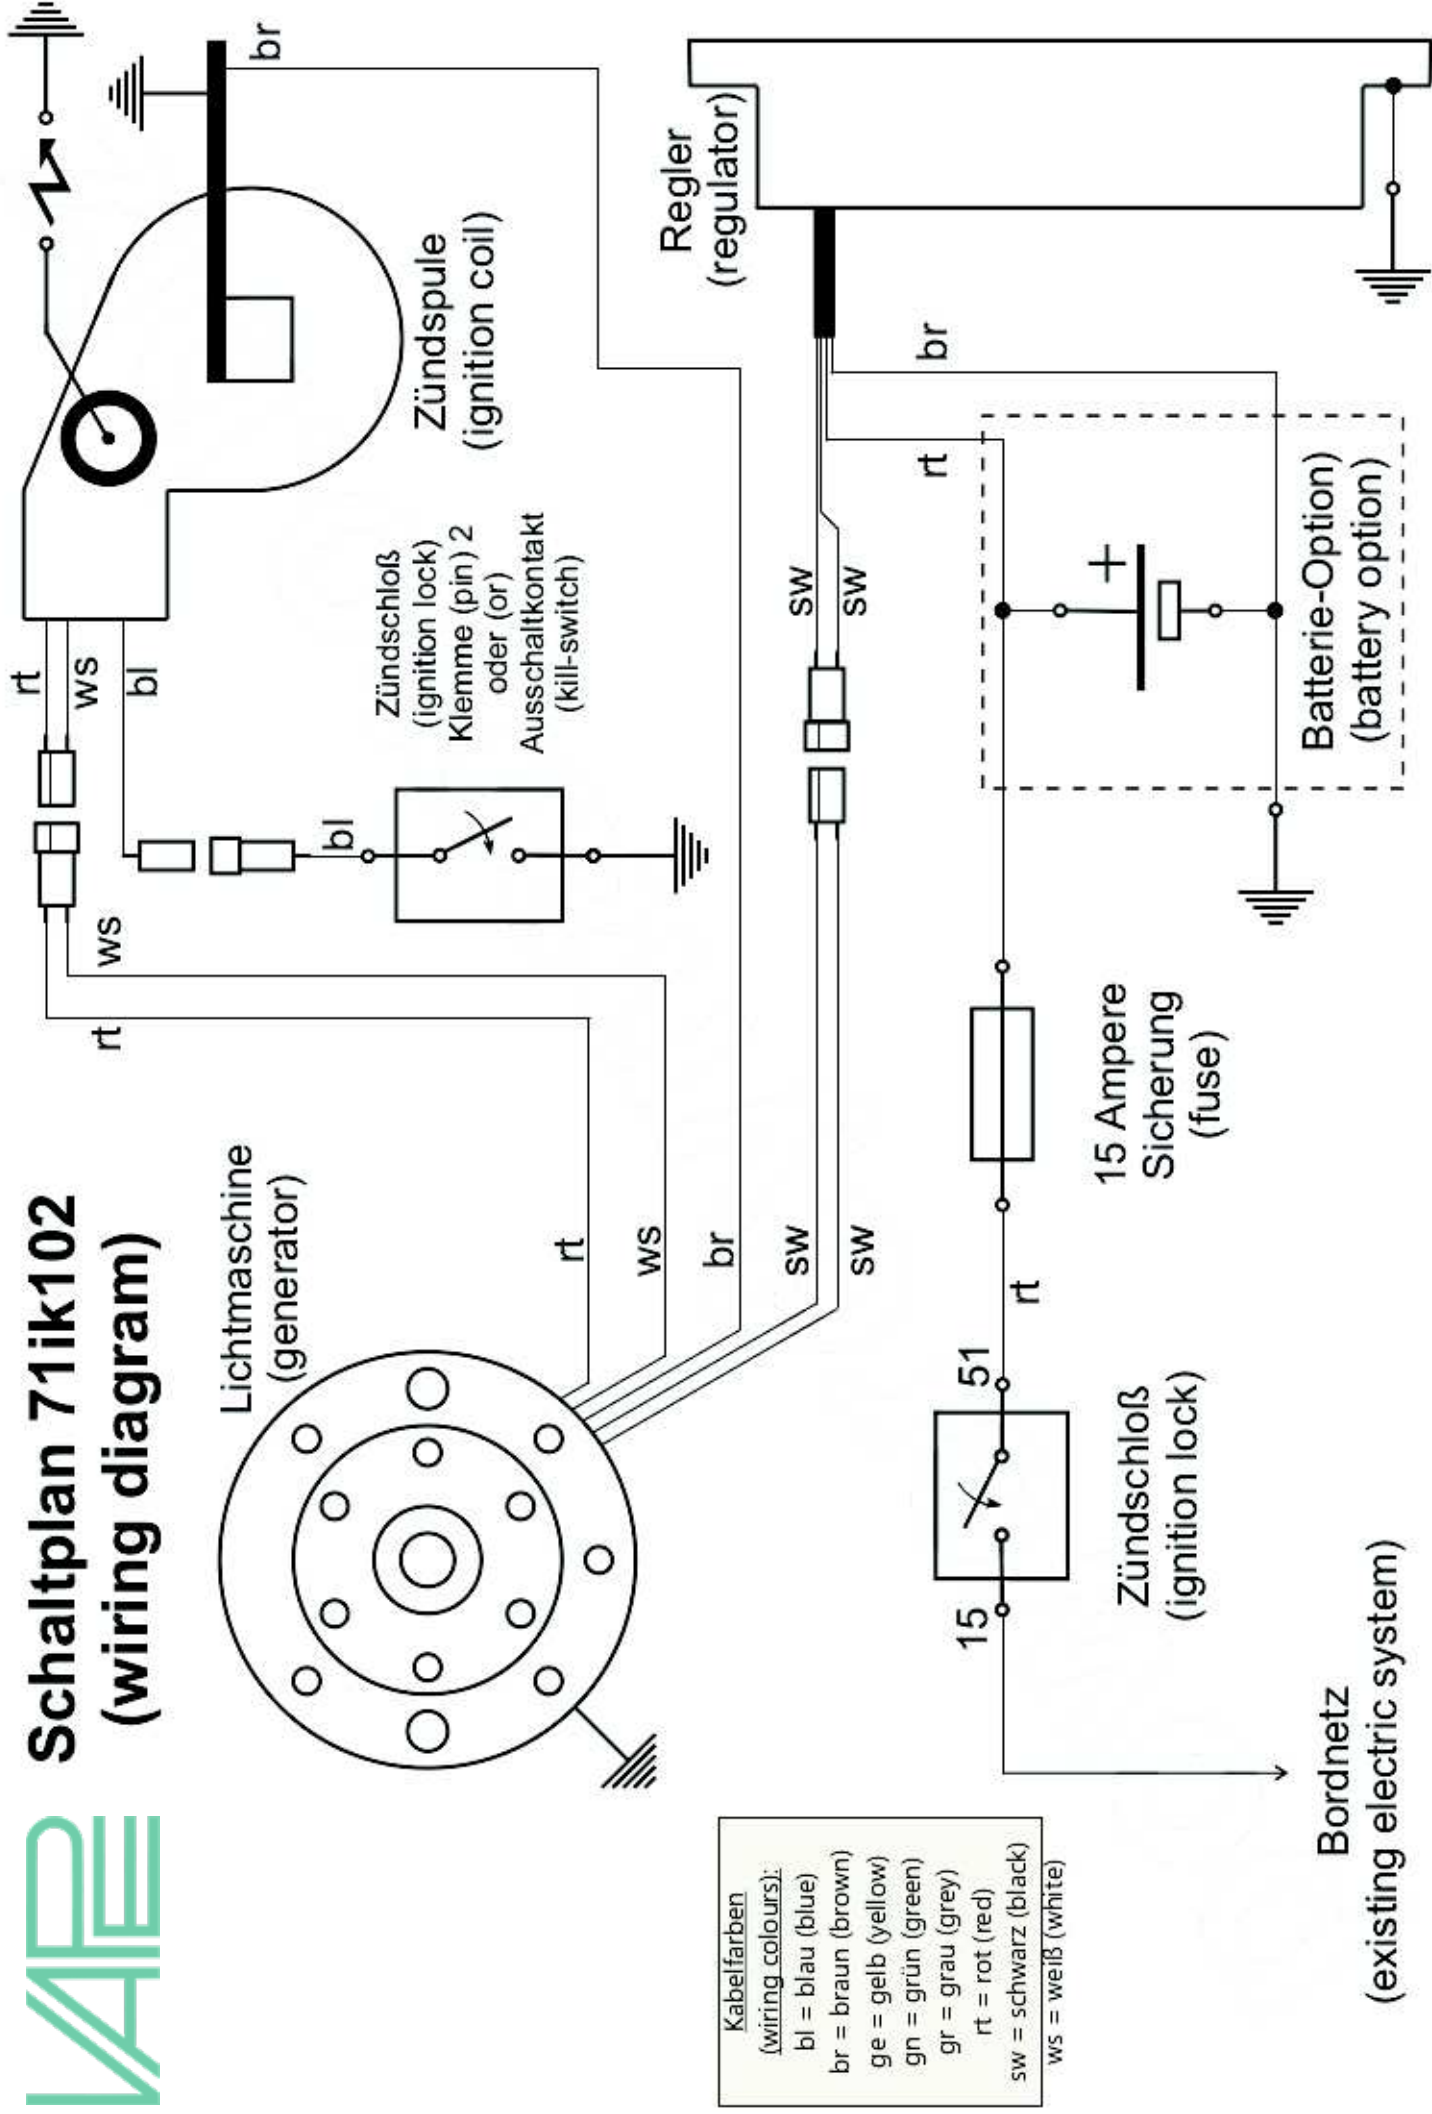 VAPE
Schaltplan 71ik102
(wiring diagram)
Lichtmaschine
(generator)
rt
ws
br
sw
sw
rt
ws
rt
ws
bl
bl
Zündschloß
(ignition lock)
Klemme (pin) 2
oder (or)
Ausschaltkontakt
(kill-switch)
Zündspule
(ignition coil)
br
Regler
(regulator)
sw
sw
rt
br
+
Batterie-Option)
(battery option)
15 Ampere
Sicherung
(fuse)
rt
51
15
Zündschloß
(ignition lock)
Bordnetz
(existing electric system)
Kabelfarben
(wiring colours):
bl = blau (blue)
br = braun (brown)
ge = gelb (yellow)
gn = grün (green)
gr = grau (grey)
rt = rot (red)
sw = schwarz (black)
ws = weiß (white)